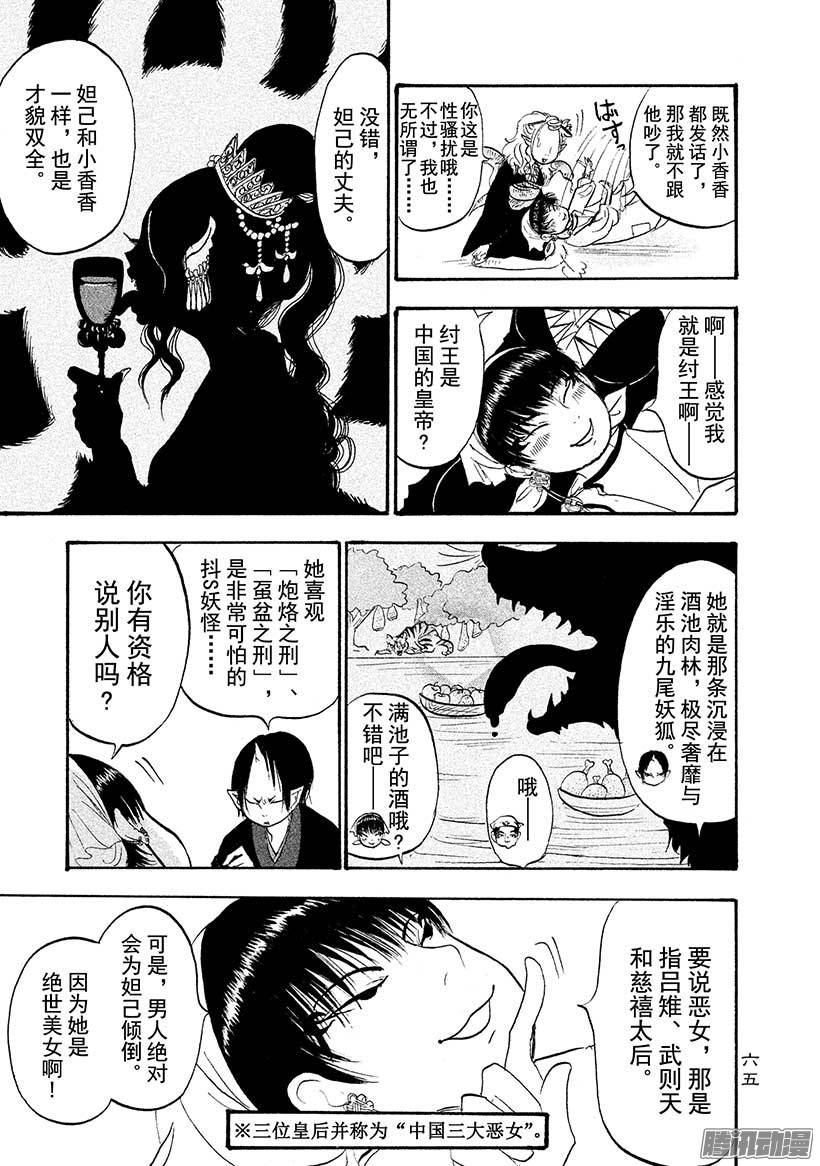 既然小香香
都发话了，
那我就不跟
他吵了。
ばすっ
你这是
性骚扰哦……
不过，我也
无所谓了……
啊——感觉我
就是纣王啊——
纣王是
中国的皇帝？
没错，
妲己的丈夫。
妲己和小香香
一样，也是
才貌双全。
她就是那条沉浸在
酒池肉林，极尽奢靡与
淫乐的九尾妖狐。
哦——
满池子的酒哦？
不错吧——
她喜观
「炮烙之刑」、
「虿盆之刑」，
是非常可怕的
抖S妖怪……
你有资格
说别人吗？
要说恶女，那是
指吕雉、武则天
和慈禧太后。
可是，男人绝对
会为妲己倾倒。
因为她是
绝世美女啊！
※三位皇后并称为“中国三大恶女”。
六五
腾讯动漫